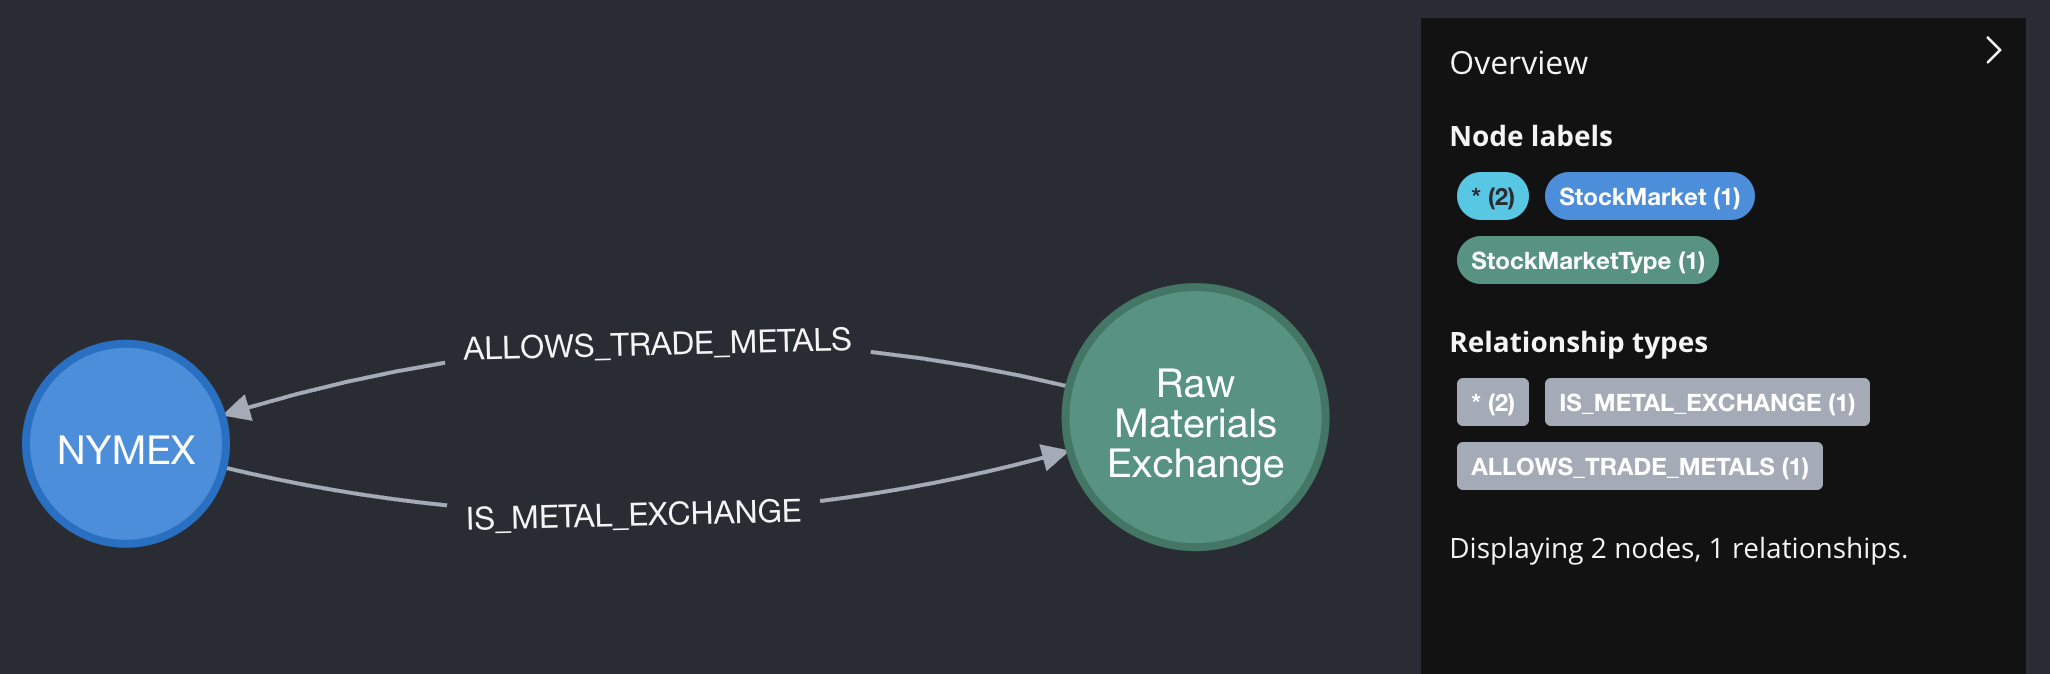 NYMEX
ALLOWS_TRADE_METALS
IS_METAL_EXCHANGE
Raw
Materials
Exchange
Overview
Node labels
* (2) StockMarket (1)
StockMarketType (1)
Relationship types
* (2) IS_METAL_EXCHANGE (1)
ALLOWS_TRADE_METALS (1)
Displaying 2 nodes, 1 relationships.